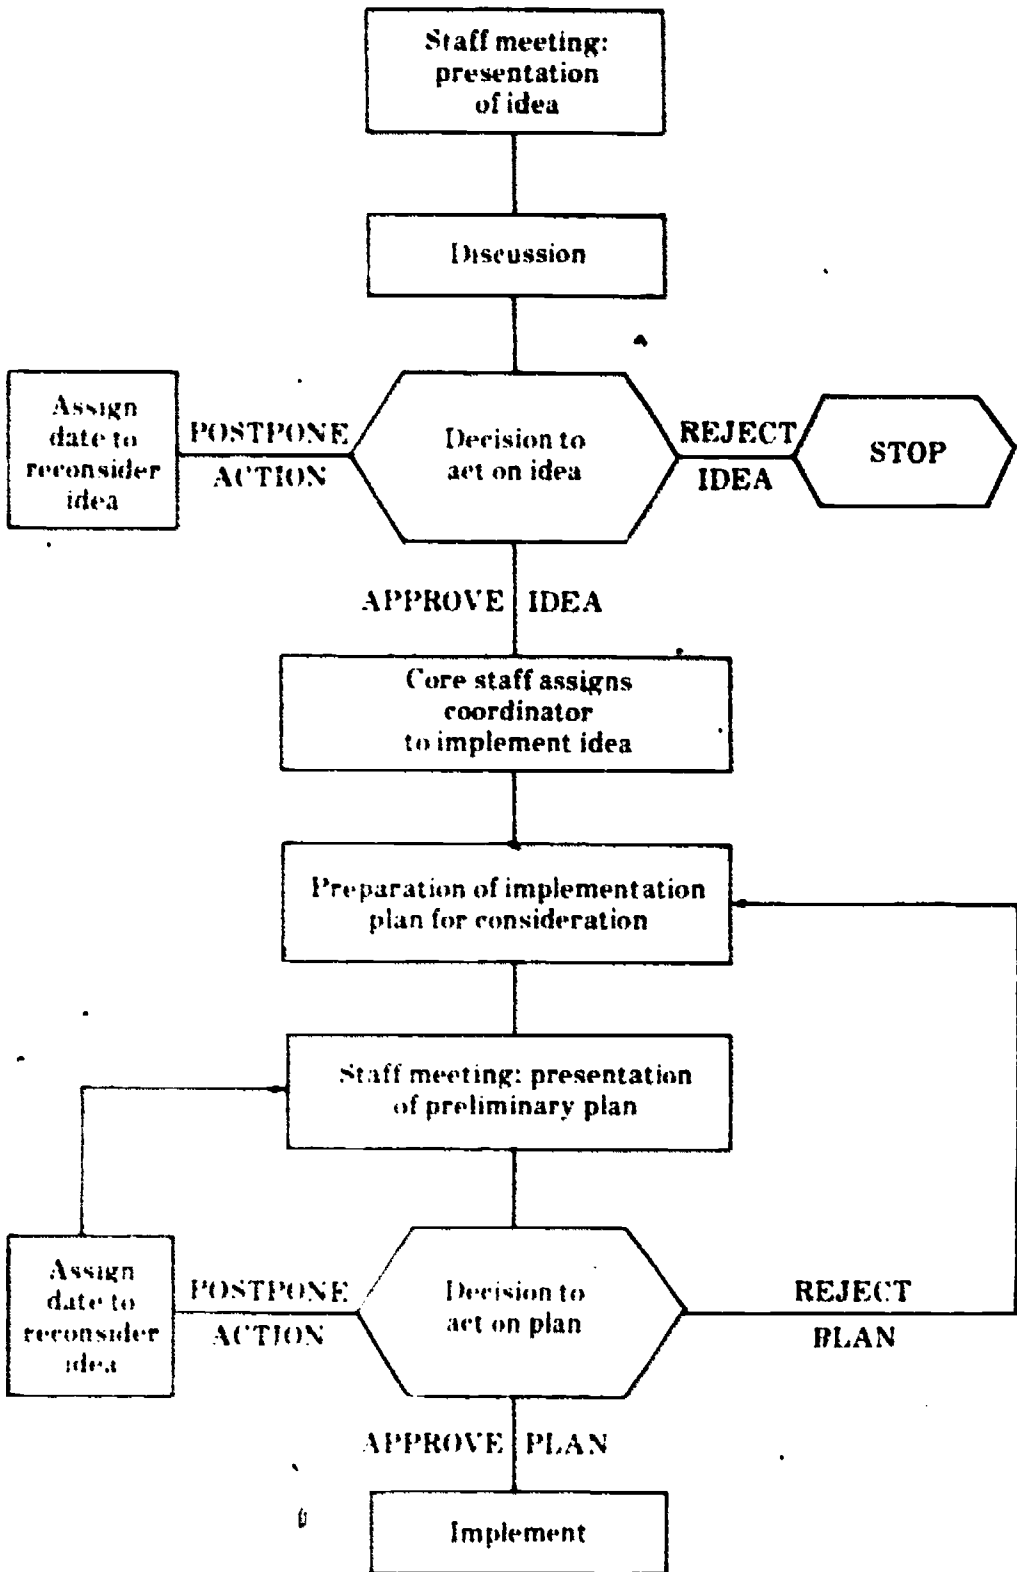 Staff meeting:
presentation
of idea
Discussion
Assign
date to
reconsider
idea
POSTPONE
ACTION
Decision to
act on idea
REJECT
IDEA
STOP
APPROVE IDEA
Core staff assigns
coordinator
to implement idea
Preparation of implementation
plan for consideration
Staff meeting: presentation
of preliminary plan
Assign
date to
reconsider
idea
POSTPONE
ACTION
Decision to
act on plan
REJECT
PLAN
APPROVE PLAN
Implement